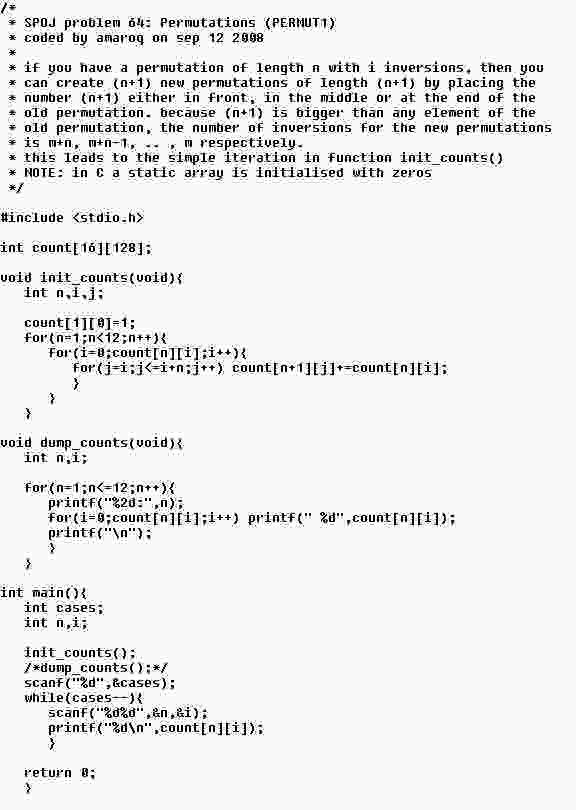 /*
 * SPOJ problem 64: Permutations (PERMUT1)
 * coded by amaroq on sep 12 2008
 *
 * if you have a permutation of length n with i inversions, then you
 * can create (n+1) new permutations of length (n+1) by placing the
 * number (n+1) either in front, in the middle or at the end of the
 * old permutation. because (n+1) is bigger than any element of the
 * old permutation, the number of inversions for the new permutations
 * is m+n, m+n-1, .. , m respectively.
 * this leads to the simple iteration in function init_counts()
 * NOTE: in C a static array is initialised with zeros
 */

#include <stdio.h>

int count[16][128];

void init_counts(void){
   int n,i,j;

   count[1][0]=1;
   for(n=1;n<12;n++){
      for(i=0;count[n][i];i++){
         for(j=i;j<=i+n;j++) count[n+1][j]+=count[n][i];
         }
      }
   }

void dump_counts(void){
   int n,i;

   for(n=1;n<=12;n++){
      printf("%2d:",n);
      for(i=0;count[n][i];i++) printf(" %d",count[n][i]);
      printf("\n");
      }
   }

int main(){
   int cases;
   int n,i;

   init_counts();
   /*dump_counts();*/
   scanf("%d",&cases);
   while(cases--){
      scanf("%d%d",&n,&i);
      printf("%d\n",count[n][i]);
      }

   return 0;
   }